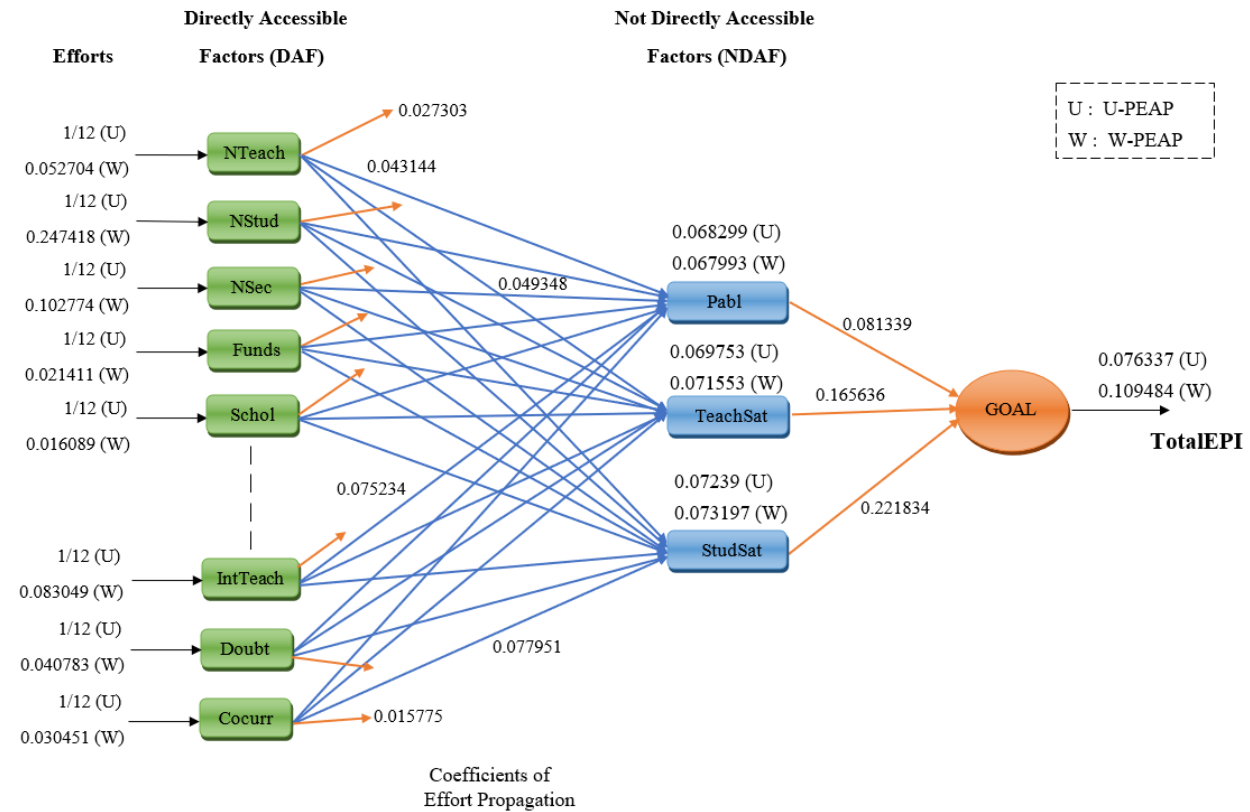 Directly Accessible
Not Directly Accessible
Efforts
Factors (DAF)
Factors (NDAF)
U : U-PEAP
W : W-PEAP
1/12 (U)
0.052704 (W)
NTeach
0.027303
0.043144
1/12 (U)
0.247418 (W)
NStud
1/12 (U)
0.102774 (W)
NSec
0.049348
1/12 (U)
0.021411 (W)
Funds
1/12 (U)
0.016089 (W)
Schol
0.075234
1/12 (U)
0.083049 (W)
IntTeach
1/12 (U)
0.040783 (W)
Doubt
0.077951
1/12 (U)
0.030451 (W)
Cocurr
0.015775
0.068299 (U)
0.067993 (W)
Pabl
0.081339
0.069753 (U)
0.071553 (W)
TeachSat
0.165636
0.07239 (U)
0.073197 (W)
StudSat
0.221834
GOAL
0.076337 (U)
0.109484 (W)
TotalEPI
Coefficients of
Effort Propagation